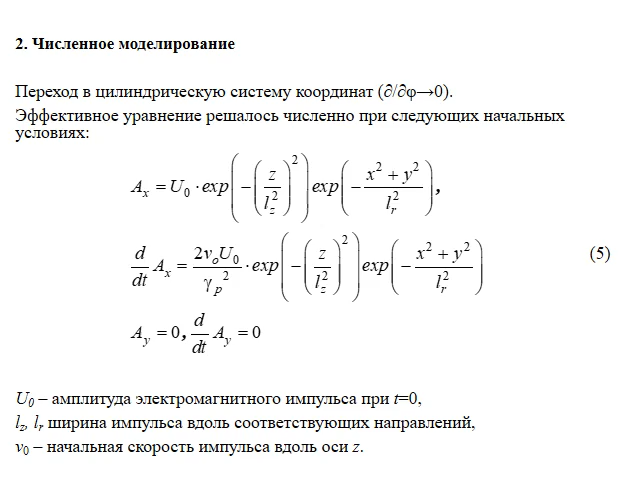 2. Численное моделирование
Переход в цилиндрическую систему координат (∂/∂φ→0).
Эффективное уравнение решалось численно при следующих начальных
условиях:
A_x = U_0 · exp(−(z/l_z^2)^2) exp(−(x^2 + y^2)/l_r^2),
d/dt A_x = (2v_o U_0)/(γ_p^2) · exp(−(z/l_z^2)^2) exp(−(x^2 + y^2)/l_r^2) (5)
A_y = 0, d/dt A_y = 0
U_0 – амплитуда электромагнитного импульса при t=0,
l_z, l_r ширина импульса вдоль соответствующих направлений,
v_0 – начальная скорость импульса вдоль оси z.